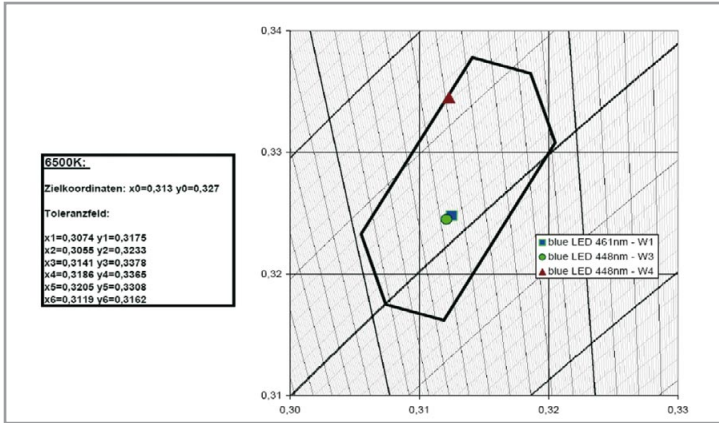 6500K:
Zielkoordinaten: x0=0,313 y0=0,327
Toleranzfeld:
x1=0,3074 y1=0,3175
x2=0,3055 y2=0,3233
x3=0,3141 y3=0,3378
x4=0,3186 y4=0,3365
x5=0,3205 y5=0,3308
x6=0,3119 y6=0,3162
0,34
0,33
0,32
0,31
0,30
0,31
0,32
0,33
blue LED 461nm - W1
blue LED 448nm - W3
blue LED 448nm - W4